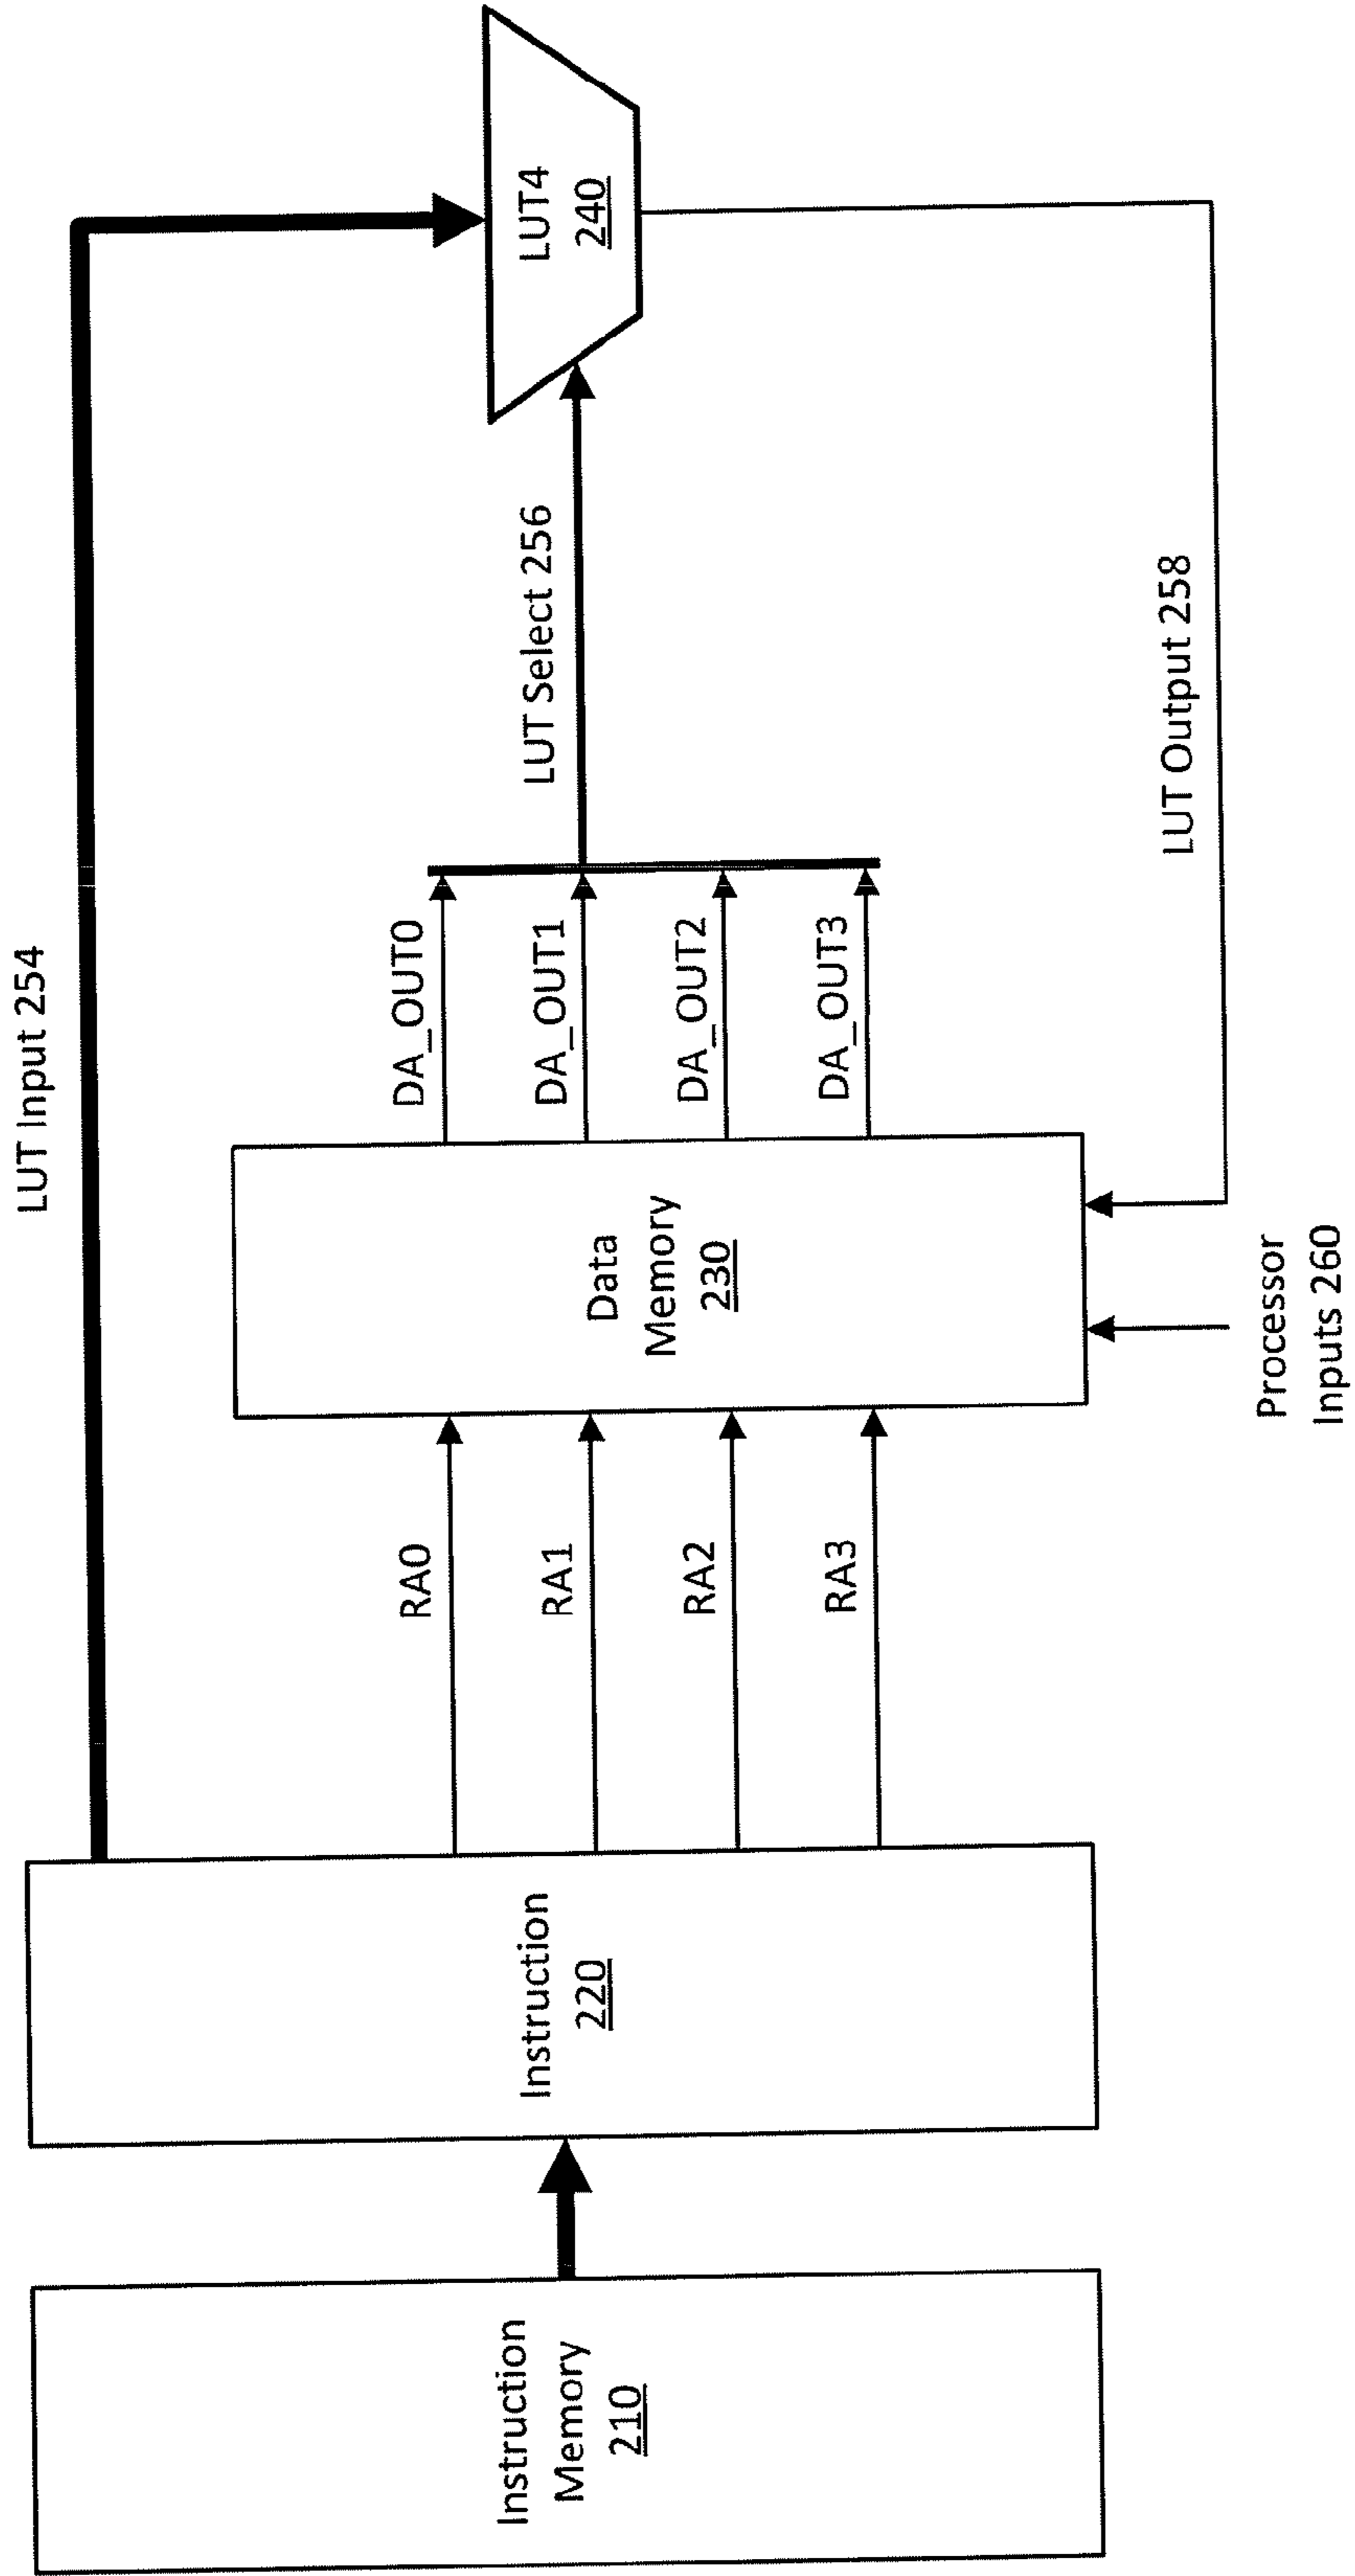 LUT Input 254
Instruction
Memory
210
Instruction
220
RA0
RA1
RA2
RA3
Data
Memory
230
DA_OUT0
DA_OUT1
DA_OUT2
DA_OUT3
LUT Select 256
LUT4
240
LUT Output 258
Processor
Inputs 260